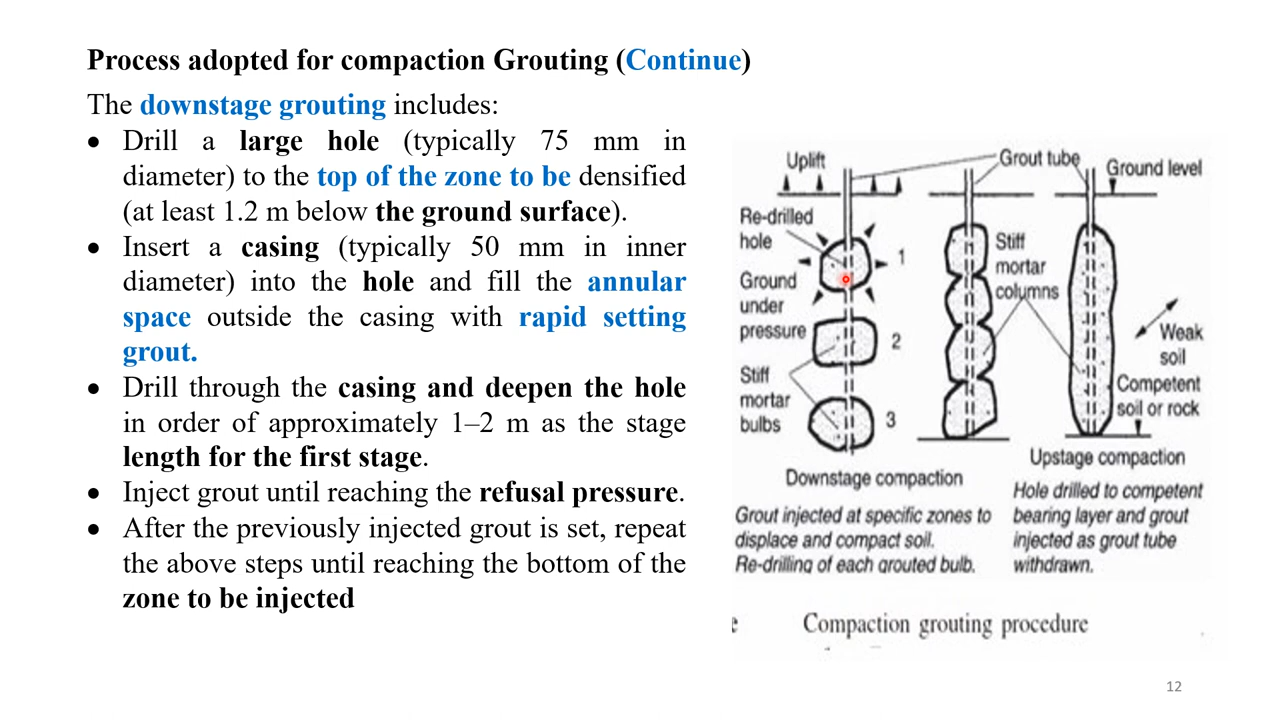 Process adopted for compaction Grouting (Continue)
The downstage grouting includes:
• Drill a large hole (typically 75 mm in
diameter) to the top of the zone to be densified
(at least 1.2 m below the ground surface).
• Insert a casing (typically 50 mm in inner
diameter) into the hole and fill the annular
space outside the casing with rapid setting
grout.
• Drill through the casing and deepen the hole
in order of approximately 1–2 m as the stage
length for the first stage.
• Inject grout until reaching the refusal pressure.
• After the previously injected grout is set, repeat
the above steps until reaching the bottom of the
zone to be injected
Uplift
Grout tube
Ground level
Re-drilled
hole
1
Stiff
mortar
columns
Ground
under
pressure
2
Weak
soil
Stiff
mortar
bulbs
3
Competent
soil or rock
Downstage compaction
Upstage compaction
Grout injected at specific zones to
displace and compact soil.
Re-drilling of each grouted bulb.
Hole drilled to competent
bearing layer and grout
injected as grout tube
withdrawn.
e
Compaction grouting procedure
12